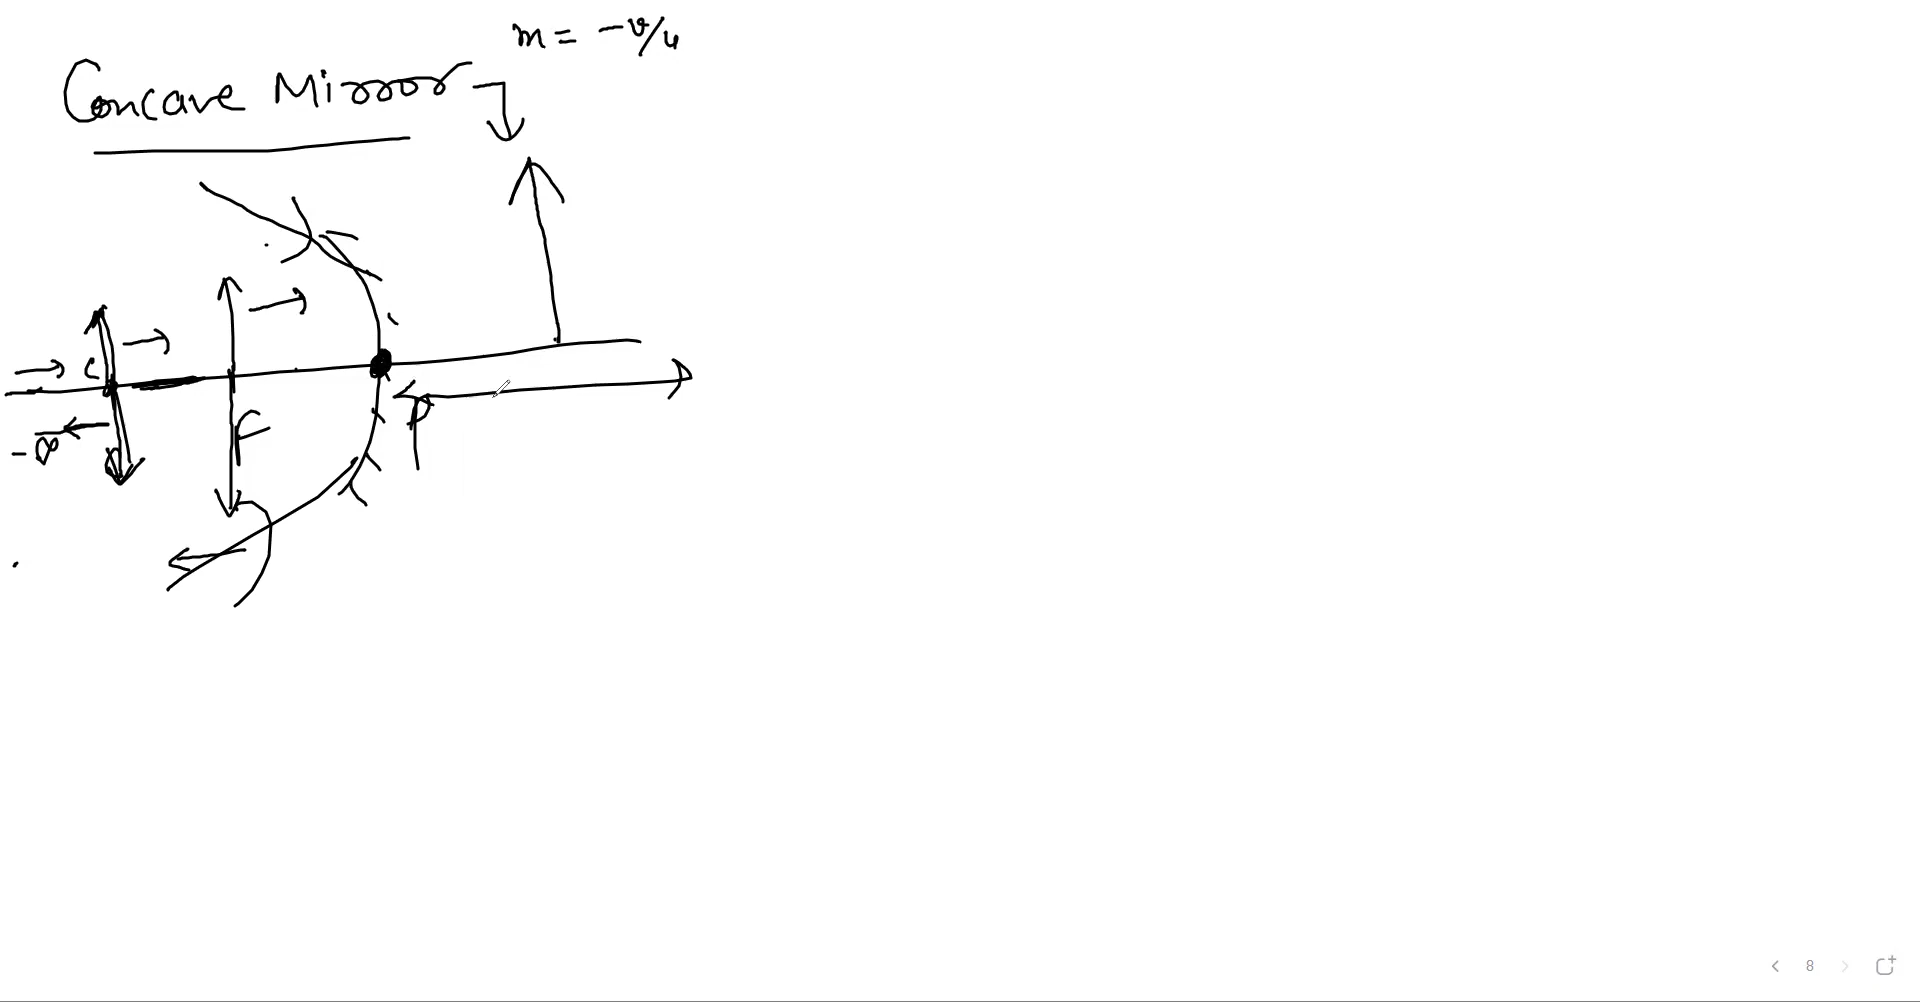 m = -v/u
Concave Mirror
C
F
P
-∞
8